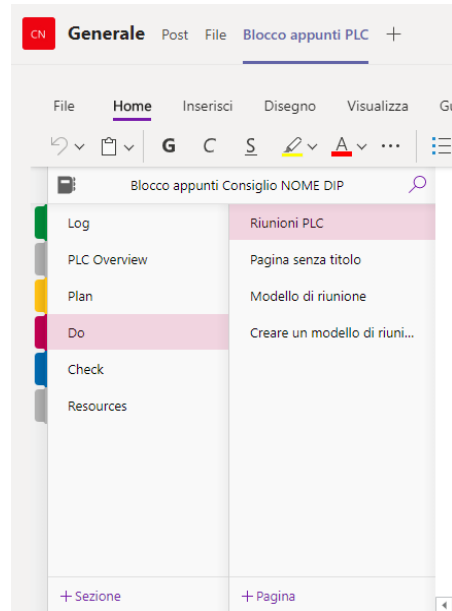 CN Generale Post File Blocco appunti PLC +
File Home Inserisci Disegno Visualizza
G C S A ...
Blocco appunti Consiglio NOME DIP
Log
PLC Overview
Plan
Do
Check
Resources
+ Sezione
Riunioni PLC
Pagina senza titolo
Modello di riunione
Creare un modello di riuni...
+ Pagina